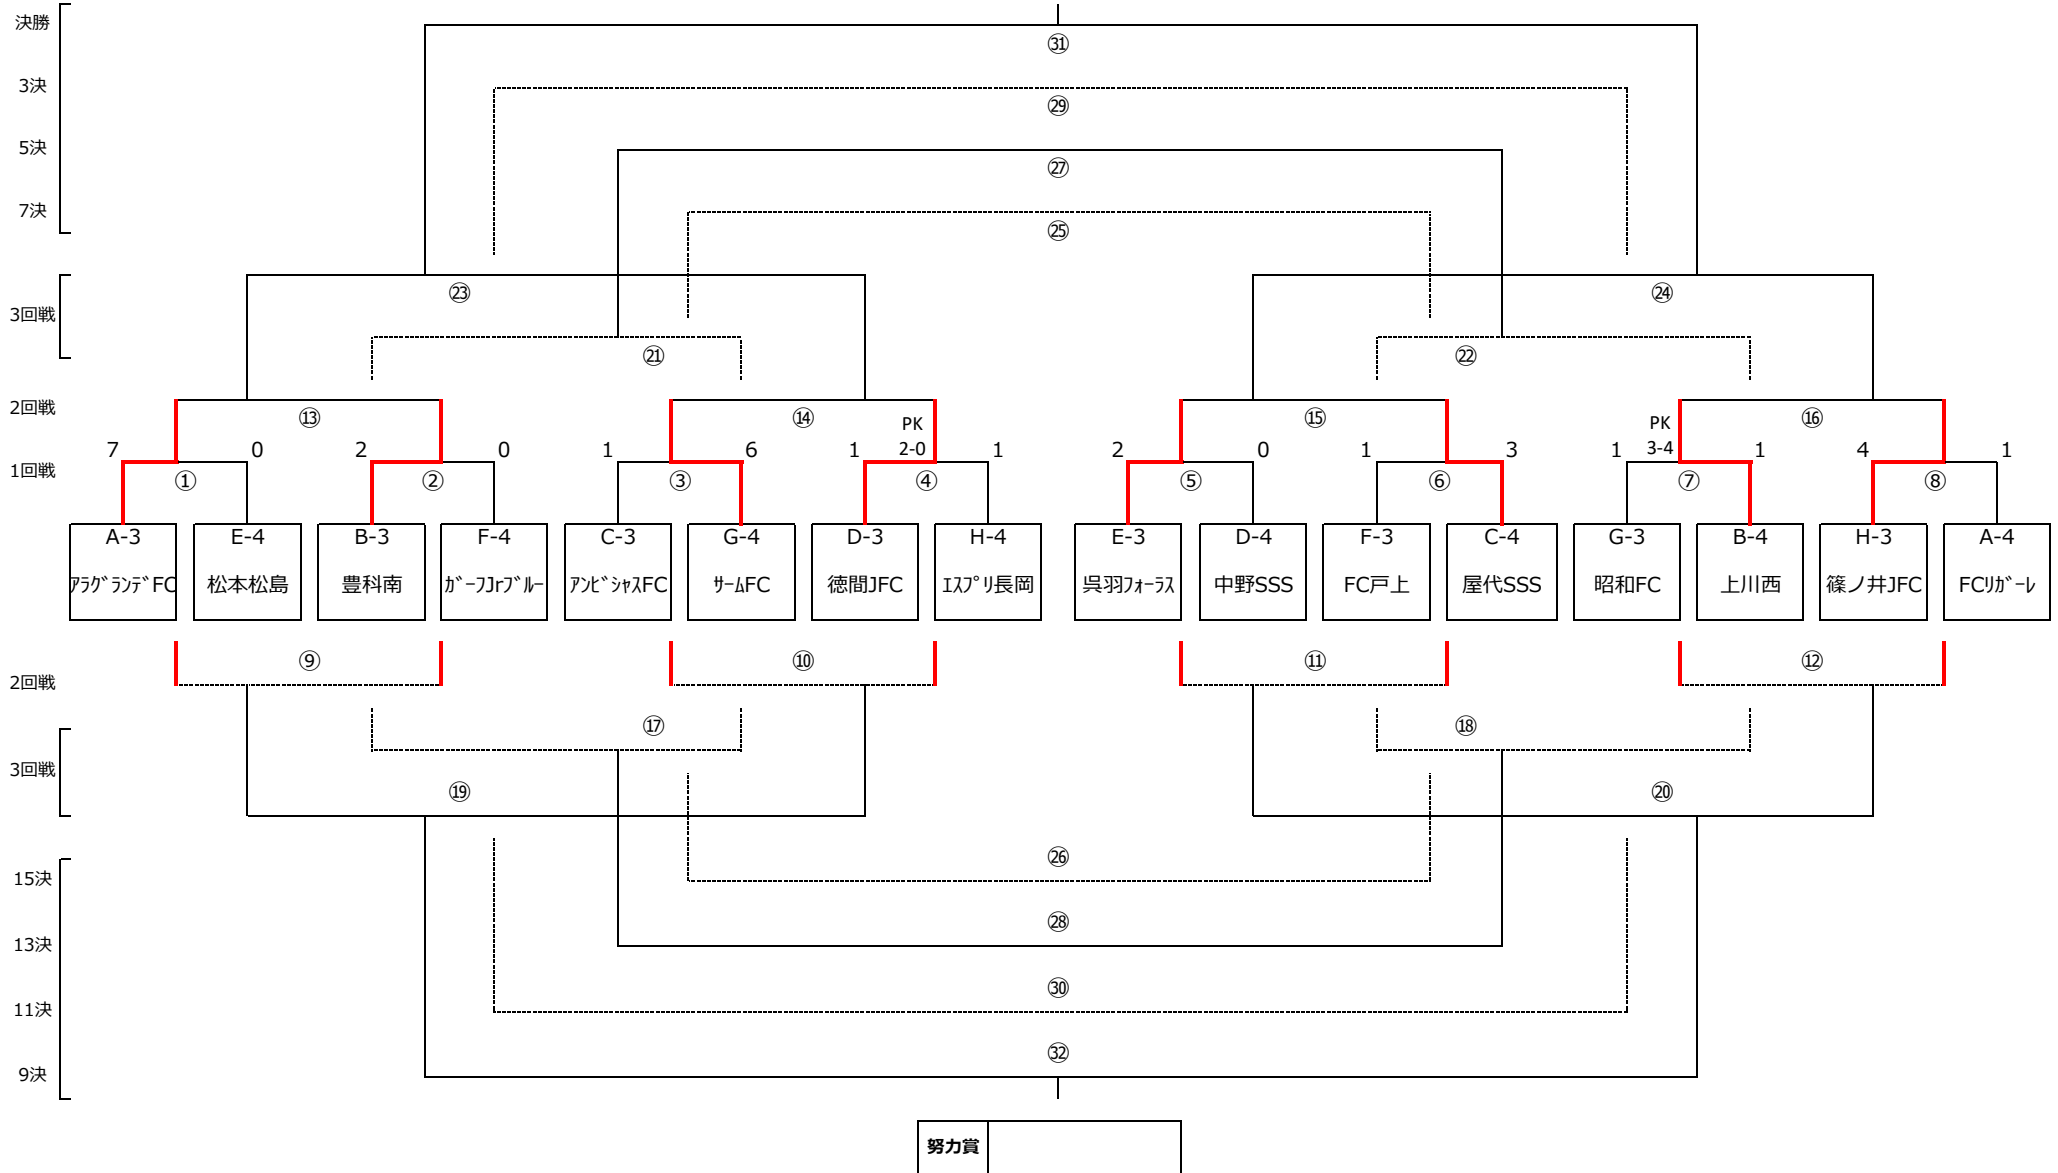 決勝
㉛
3決
㉙
5決
㉗
7決
㉕
㉓ ㉔
3回戦
㉑ ㉒
2回戦
⑬ ⑭ ⑮ ⑯
PK PK
7 0 2 0 1 6 1 2-0 1 2 0 1 3 1 3-4 1 4 1
1回戦
① ② ③ ④ ⑤ ⑥ ⑦ ⑧
A-3 E-4 B-3 F-4 C-3 G-4 D-3 H-4 E-3 D-4 F-3 C-4 G-3 B-4 H-3 A-4
ｱﾗｸﾞﾗﾝﾃﾞFC 松本松島 豊科南 ｶﾞｰﾌJrﾌﾞﾙｰ ｱﾝﾋﾞｼｬｽFC ｻｰﾑFC 徳間JFC ｴｽﾌﾟﾘ長岡 呉羽ﾌｫｰﾗｽ 中野SSS FC戸上 屋代SSS 昭和FC 上川西 篠ノ井JFC FCﾘｶﾞｰﾚ
⑨ ⑩ ⑪ ⑫
2回戦
⑰ ⑱
3回戦
⑲ ⑳
㉖
15決
㉘
13決
㉚
11決
㉜
9決
努力賞